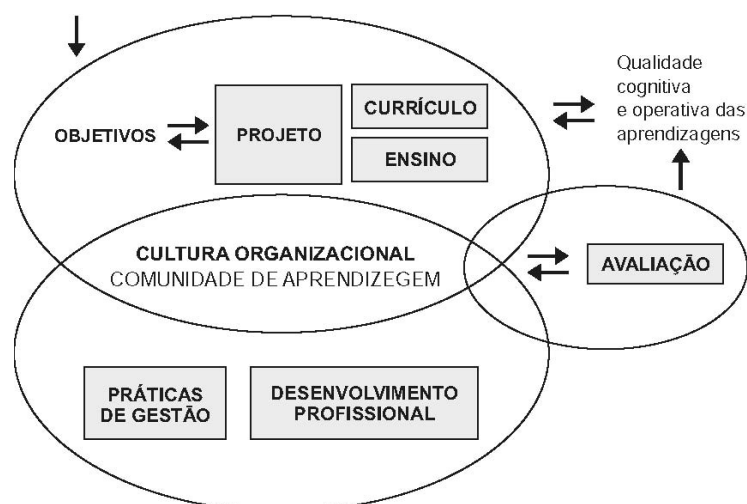 Qualidade
cognitiva
e operativa das
aprendizagens
OBJETIVOS
PROJETO
CURRÍCULO
ENSINO
CULTURA ORGANIZACIONAL
COMUNIDADE DE APRENDIZEGEM
AVALIAÇÃO
PRÁTICAS
DE GESTÃO
DESENVOLVIMENTO
PROFISSIONAL